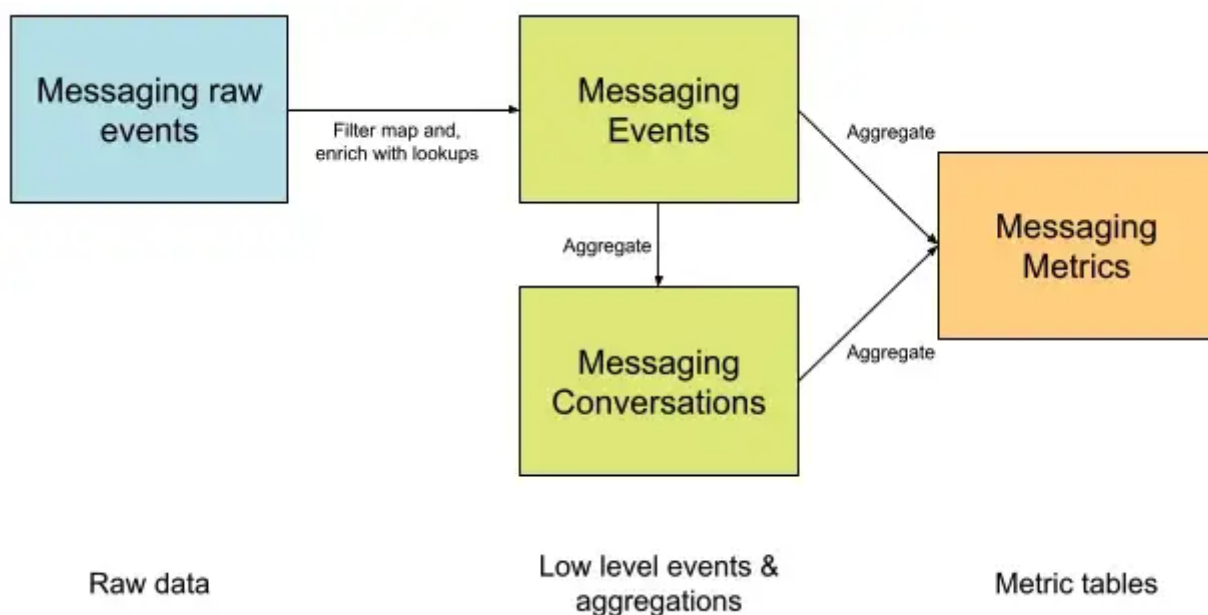 Messaging raw
events
Filter map and,
enrich with lookups
Messaging
Events
Aggregate
Aggregate
Messaging
Conversations
Aggregate
Messaging
Metrics
Raw data
Low level events &
aggregations
Metric tables